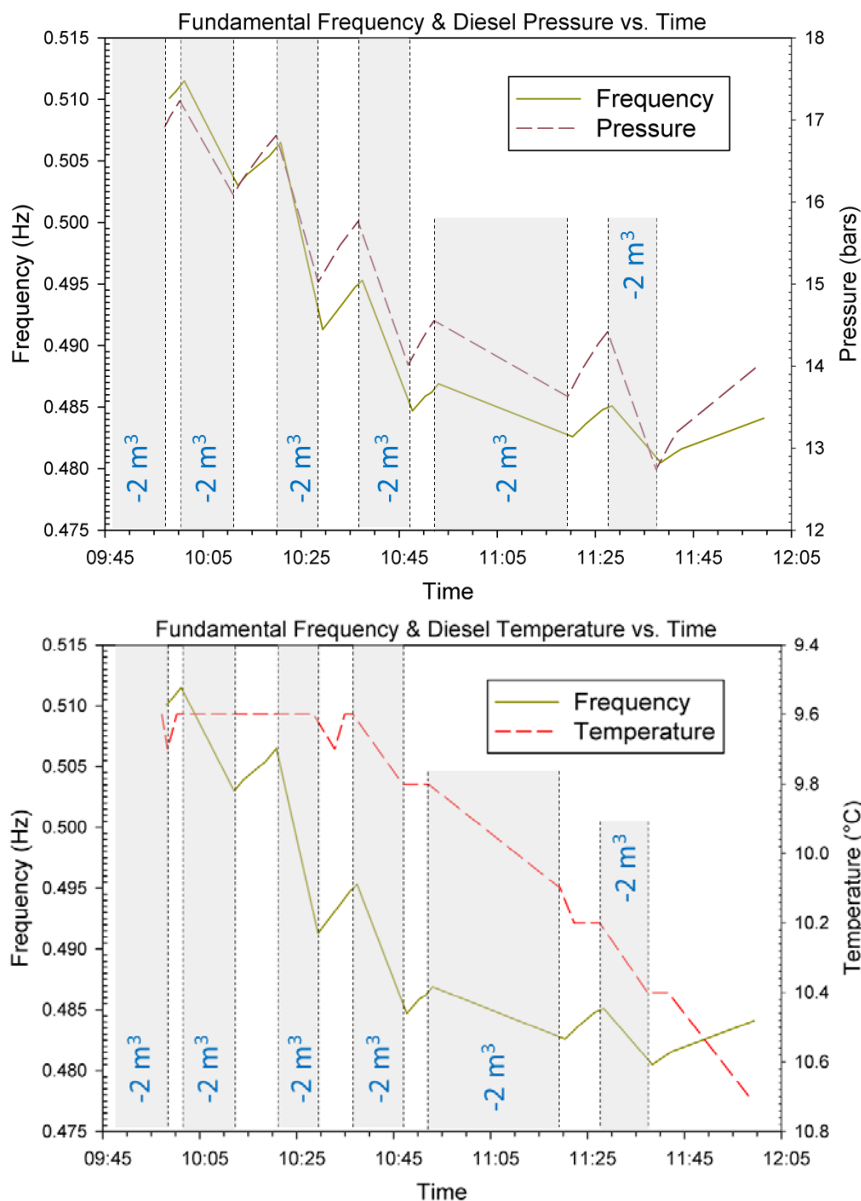 Fundamental Frequency & Diesel Pressure vs. Time
0.515
0.510
0.505
0.500
0.495
0.490
0.485
0.480
0.475
Frequency (Hz)
Frequency
Pressure
18
17
16
15
14
13
12
Pressure (bars)
-2 m³
-2 m³
-2 m³
-2 m³
-2 m³
-2 m³
09:45 10:05 10:25 10:45 11:05 11:25 11:45 12:05
Time
Fundamental Frequency & Diesel Temperature vs. Time
0.515
0.510
0.505
0.500
0.495
0.490
0.485
0.480
0.475
Frequency (Hz)
Frequency
Temperature
9.4
9.6
9.8
10.0
10.2
10.4
10.6
10.8
Temperature (°C)
-2 m³
-2 m³
-2 m³
-2 m³
-2 m³
-2 m³
09:45 10:05 10:25 10:45 11:05 11:25 11:45 12:05
Time